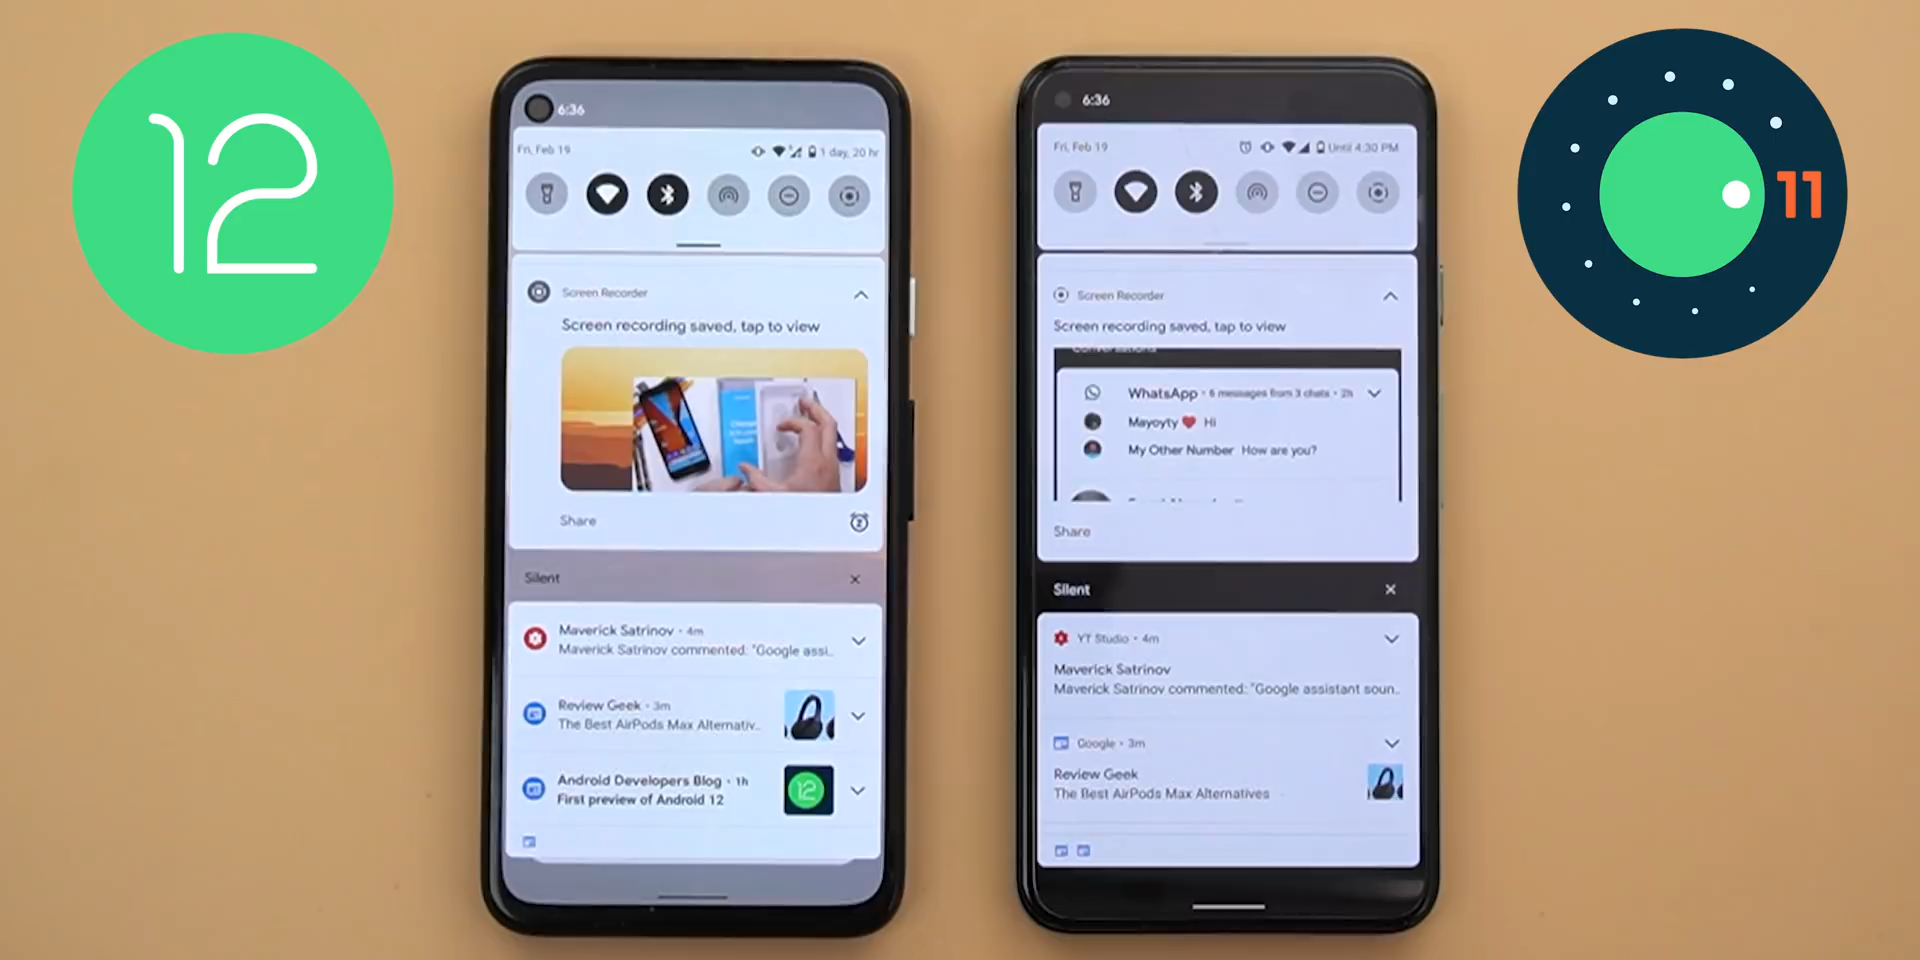 12
6:36
Fri, Feb 19
1 day, 20 hr
Screen Recorder
Screen recording saved, tap to view
Share
Silent
Maverick Satrinov · 4m
Maverick Satrinov commented: "Google assi..
Review Geek · 3m
The Best AirPods Max Alternativ..
Android Developers Blog · 1h
First preview of Android 12
12
6:36
Fri, Feb 19
Until 4:30 PM
Screen Recorder
Screen recording saved, tap to view
Conversations
WhatsApp · 6 messages from 3 chats · 2h
Mayoyty ❤ Hi
My Other Number How are you?
Share
Silent
YT Studio · 4m
Maverick Satrinov
Maverick Satrinov commented: "Google assistant soun..
Google · 3m
Review Geek
The Best AirPods Max Alternatives
11